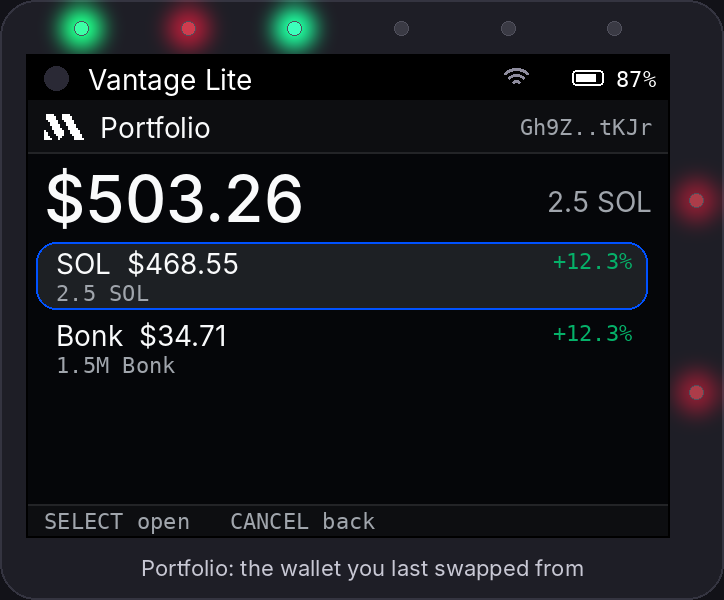 Vantage Lite 87%
Portfolio Gh9Z..tKJr
$503.26 2.5 SOL
SOL $468.55 +12.3%
2.5 SOL
Bonk $34.71 +12.3%
1.5M Bonk
SELECT open CANCEL back
Portfolio: the wallet you last swapped from